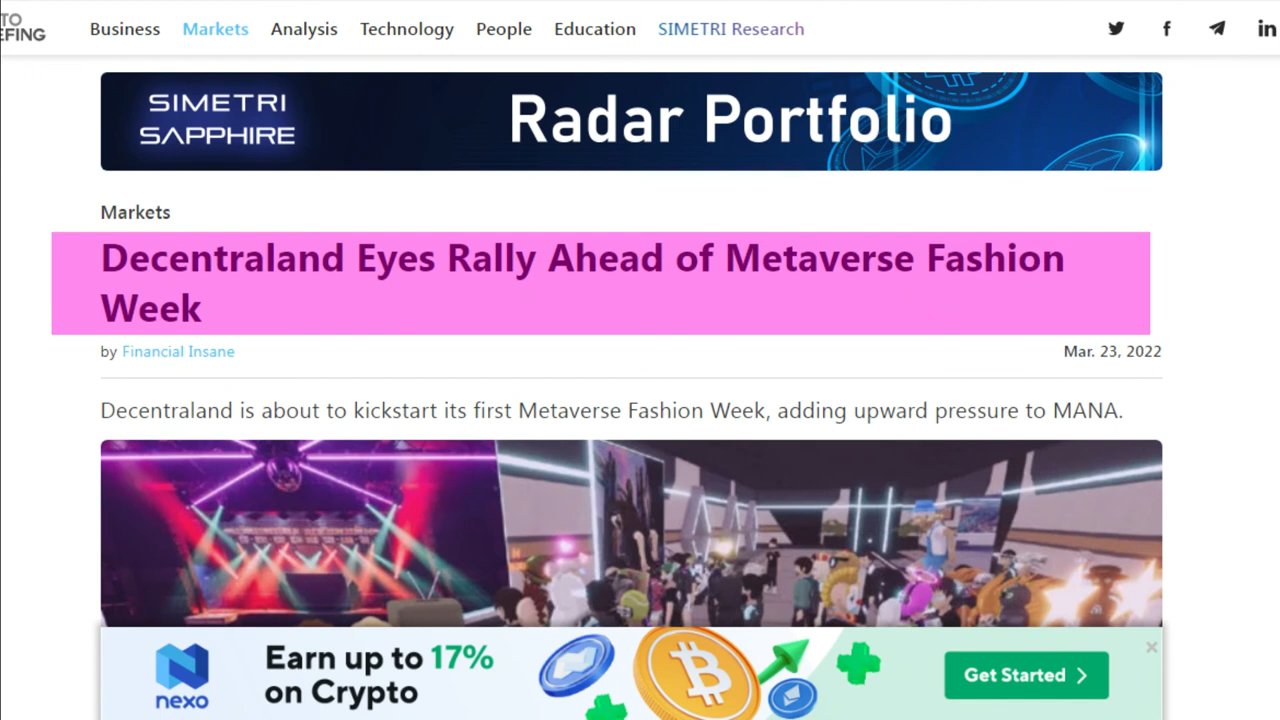 TO
EFING
Business Markets Analysis Technology People Education SIMETRI Research
SIMETRI
SAPPHIRE
Radar Portfolio
Markets
Decentraland Eyes Rally Ahead of Metaverse Fashion
Week
by Financial Insane
Mar. 23, 2022
Decentraland is about to kickstart its first Metaverse Fashion Week, adding upward pressure to MANA.
nexo
Earn up to 17%
on Crypto
Get Started